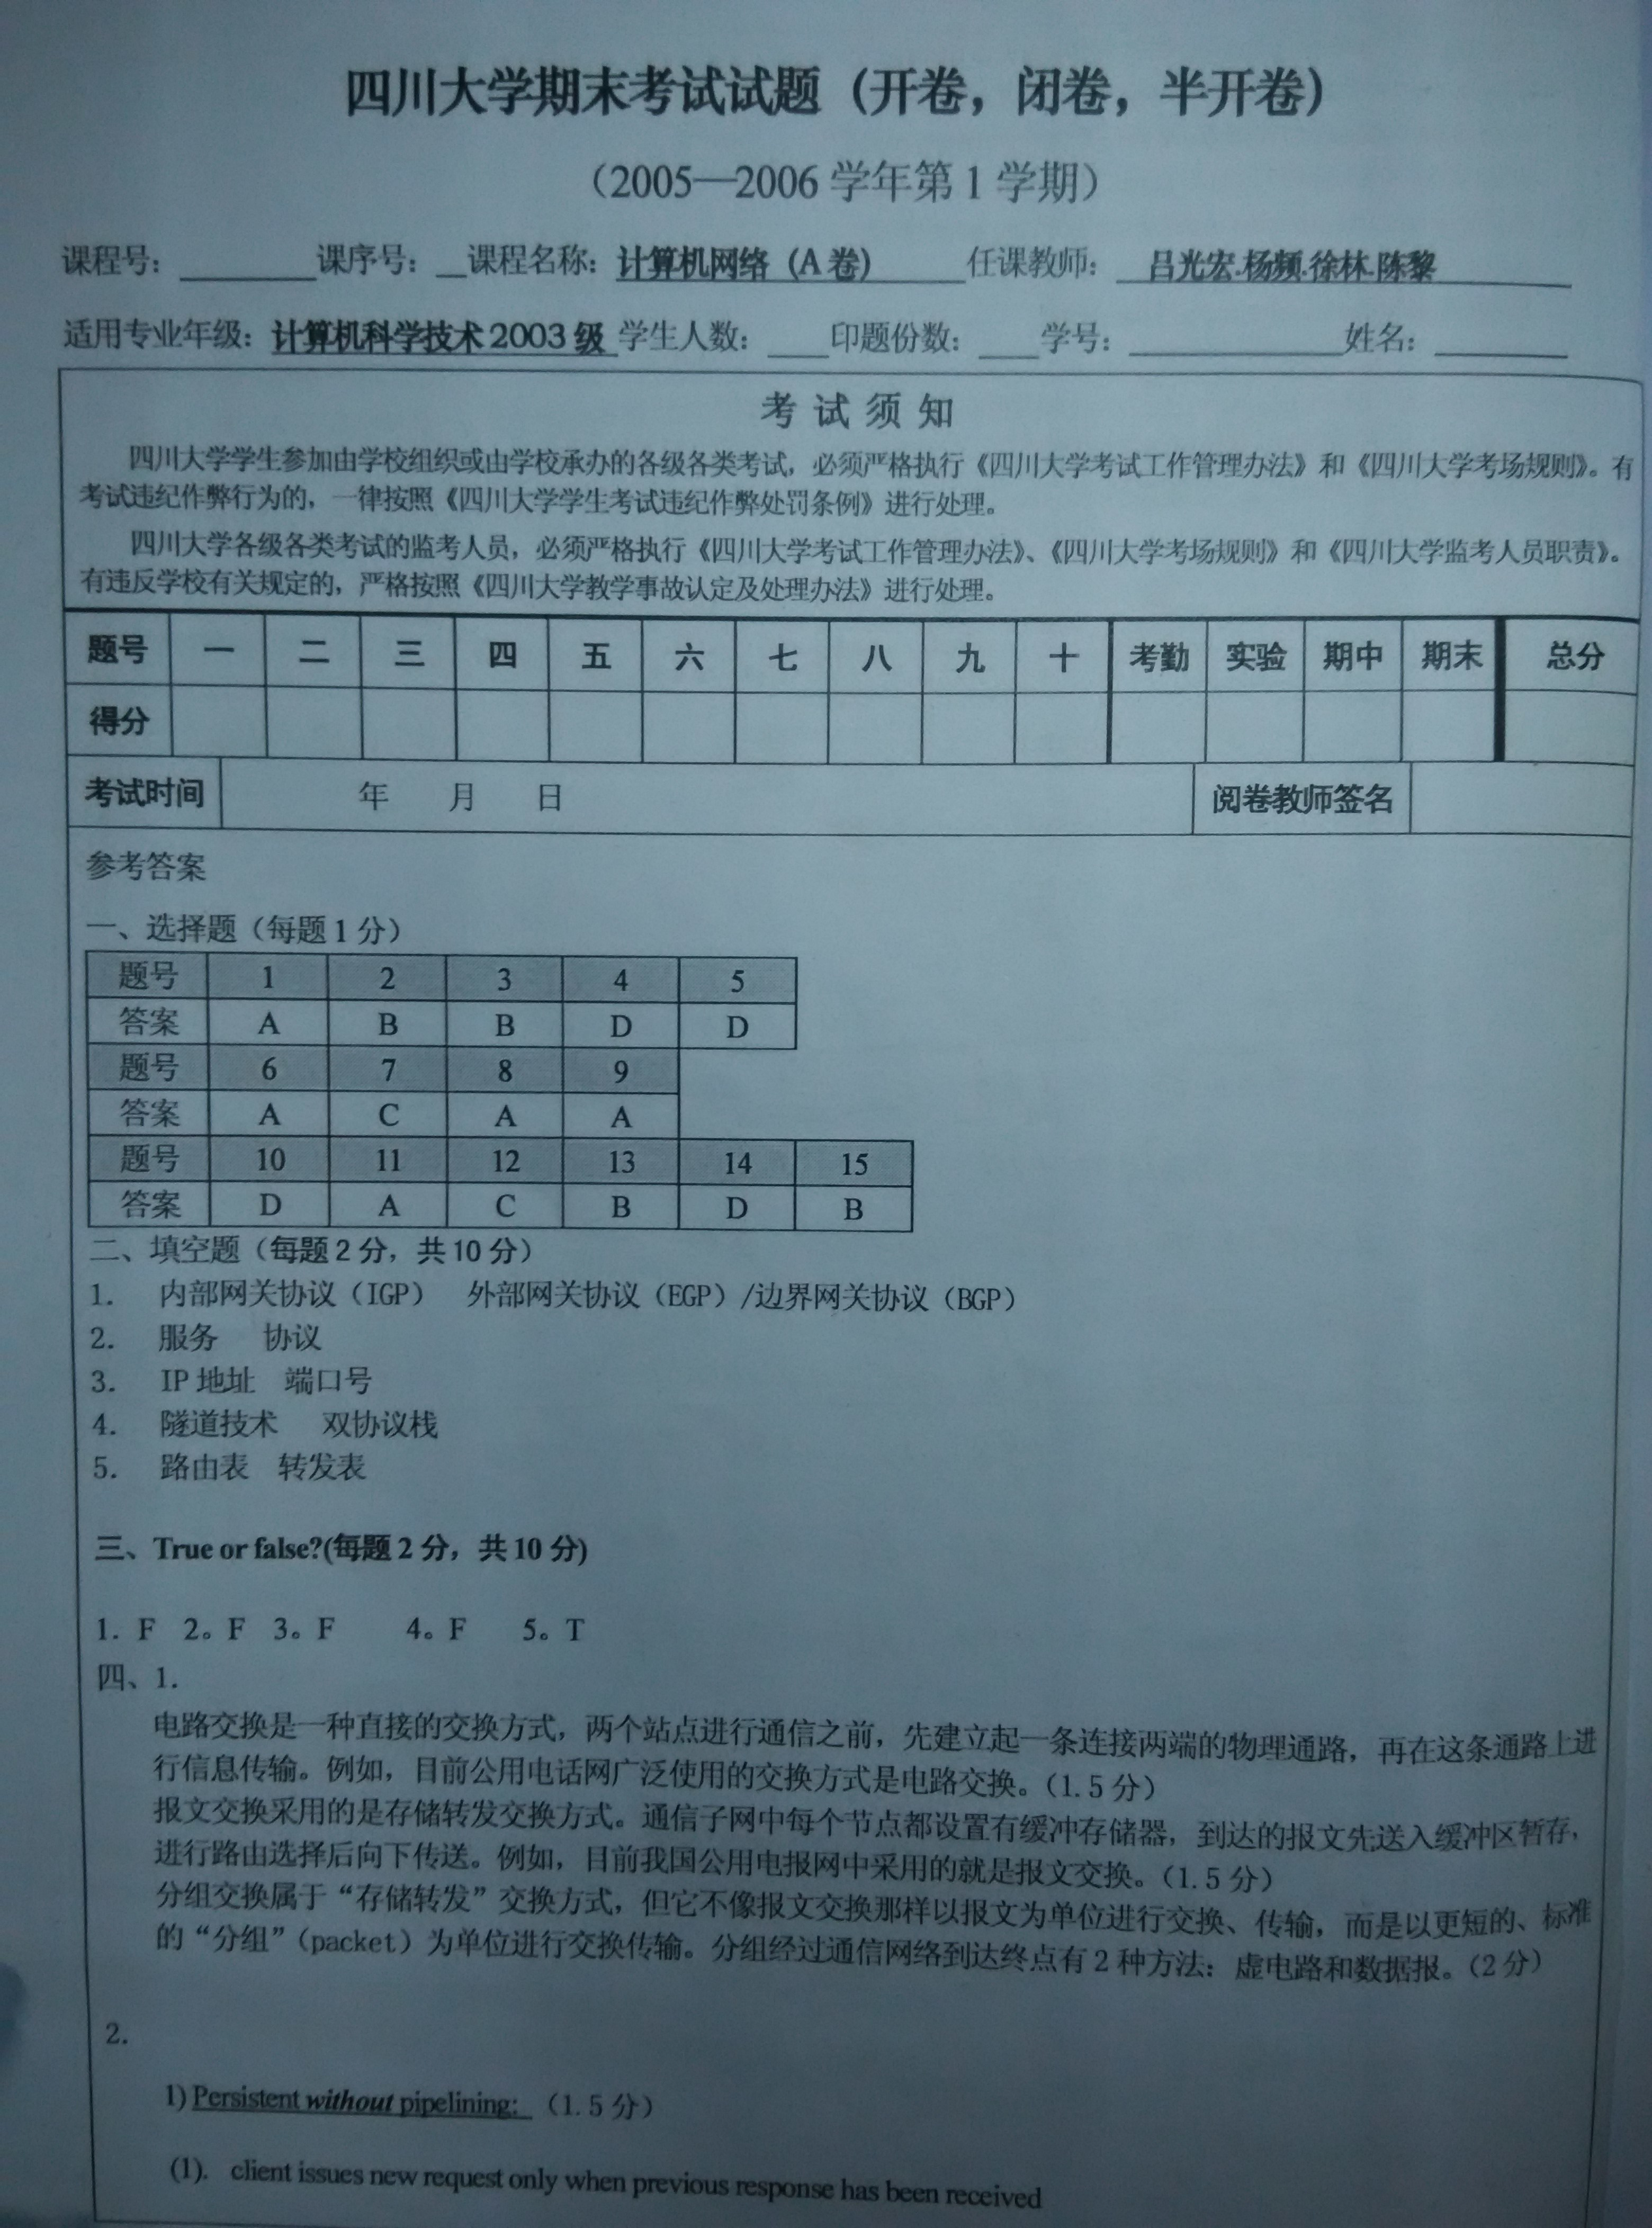 四川大学期末考试试题（开卷，闭卷，半开卷）
（2005—2006 学年第 1 学期）
课程号： 课序号： 课程名称：计算机网络（A 卷） 任课教师： 吕光宏.杨频.徐林.陈黎
适用专业年级：计算机科学技术 2003 级 学生人数： 印题份数： 学号： 姓名：
考 试 须 知
四川大学学生参加由学校组织或由学校承办的各级各类考试，必须严格执行《四川大学考试工作管理办法》和《四川大学考场规则》。有
考试违纪作弊行为的，一律按照《四川大学学生考试违纪作弊处罚条例》进行处理。
四川大学各级各类考试的监考人员，必须严格执行《四川大学考试工作管理办法》、《四川大学考场规则》和《四川大学监考人员职责》。
有违反学校有关规定的，严格按照《四川大学教学事故认定及处理办法》进行处理。
题号 一 二 三 四 五 六 七 八 九 十 考勤 实验 期中 期末 总分
得分
考试时间 年 月 日 阅卷教师签名
参考答案
一、选择题（每题 1 分）
题号 1 2 3 4 5
答案 A B B D D
题号 6 7 8 9
答案 A C A A
题号 10 11 12 13 14 15
答案 D A C B D B
二、填空题（每题 2 分，共 10 分）
1. 内部网关协议（IGP） 外部网关协议（EGP）/边界网关协议（BGP）
2. 服务 协议
3. IP 地址 端口号
4. 隧道技术 双协议栈
5. 路由表 转发表
三、True or false?(每题 2 分，共 10 分)
1. F 2。F 3。F 4。F 5。T
四、1.
电路交换是一种直接的交换方式，两个站点进行通信之前，先建立起一条连接两端的物理通路，再在这条通路上进
行信息传输。例如，目前公用电话网广泛使用的交换方式是电路交换。（1.5 分）
报文交换采用的是存储转发交换方式。通信子网中每个节点都设置有缓冲存储器，到达的报文先送入缓冲区暂存，
进行路由选择后向下传送。例如，目前我国公用电报网中采用的就是报文交换。（1.5 分）
分组交换属于“存储转发”交换方式，但它不像报文交换那样以报文为单位进行交换、传输，而是以更短的、标准
的“分组”（packet）为单位进行交换传输。分组经过通信网络到达终点有 2 种方法：虚电路和数据报。（2 分）
2.
1) Persistent without pipelining: （1.5 分）
(1). client issues new request only when previous response has been received